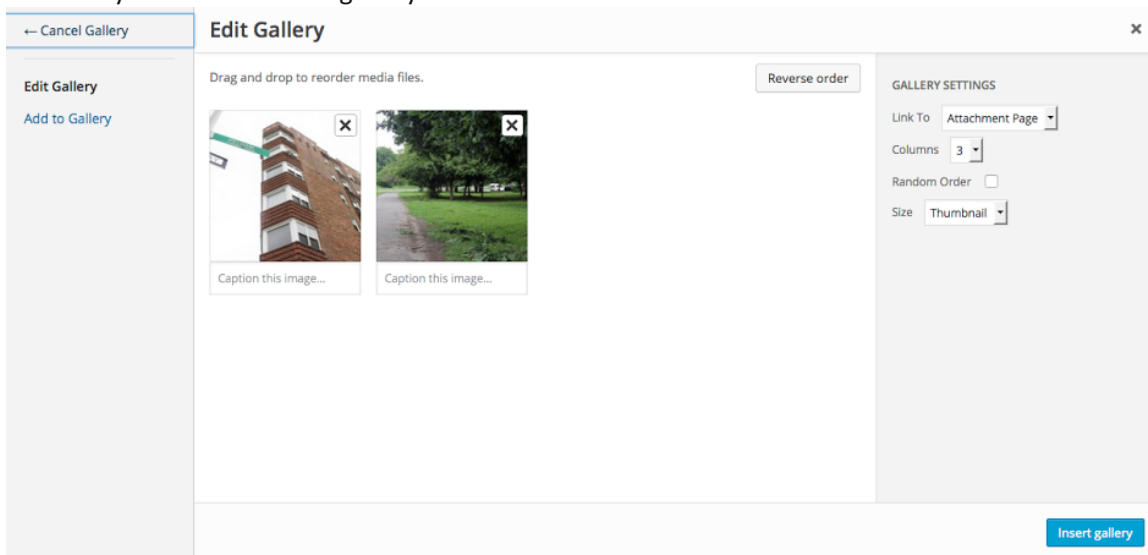 ← Cancel Gallery
Edit Gallery
×
Edit Gallery
Add to Gallery
Drag and drop to reorder media files.
Reverse order
Caption this image...
Caption this image...
GALLERY SETTINGS
Link To Attachment Page
Columns 3
Random Order
Size Thumbnail
Insert gallery